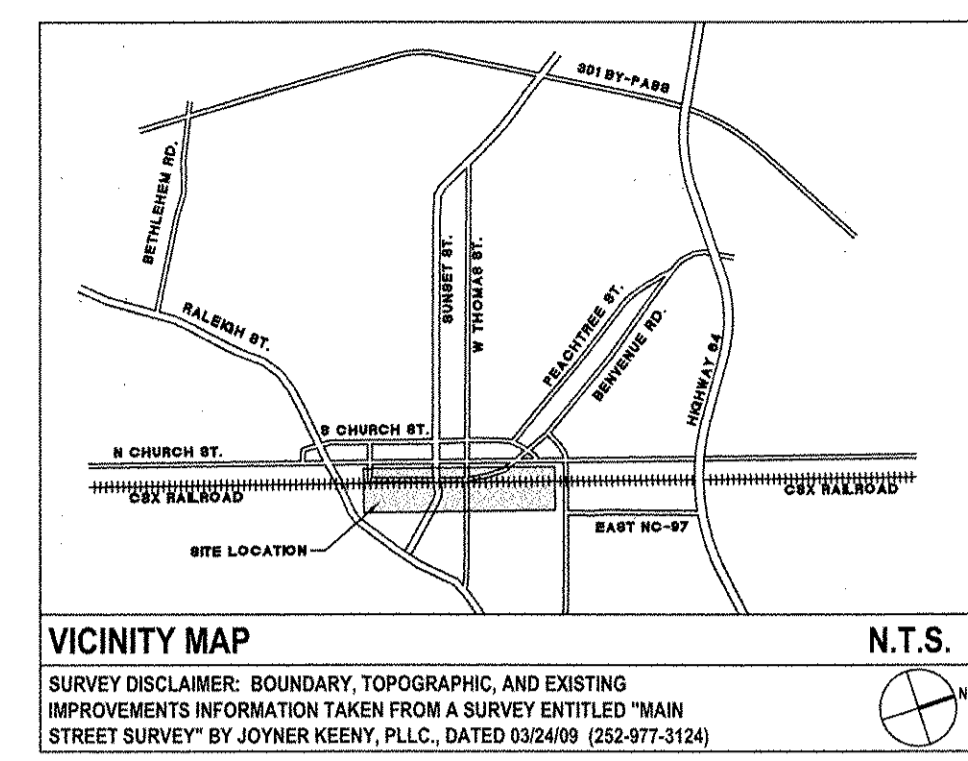 301 BY-PASS
BETHLEHEM RD.
SUNSET ST.
W THOMAS ST.
RALEIGH ST.
PEACHTREE ST.
BENVENUE RD.
HIGHWAY 64
S CHURCH ST.
N CHURCH ST.
CSX RAILROAD
CSX RAILROAD
EAST NC-97
SITE LOCATION
VICINITY MAP
N.T.S.
SURVEY DISCLAIMER: BOUNDARY, TOPOGRAPHIC, AND EXISTING
IMPROVEMENTS INFORMATION TAKEN FROM A SURVEY ENTITLED "MAIN
STREET SURVEY" BY JOYNER KEENY, PLLC., DATED 03/24/09 (252-977-3124)
N